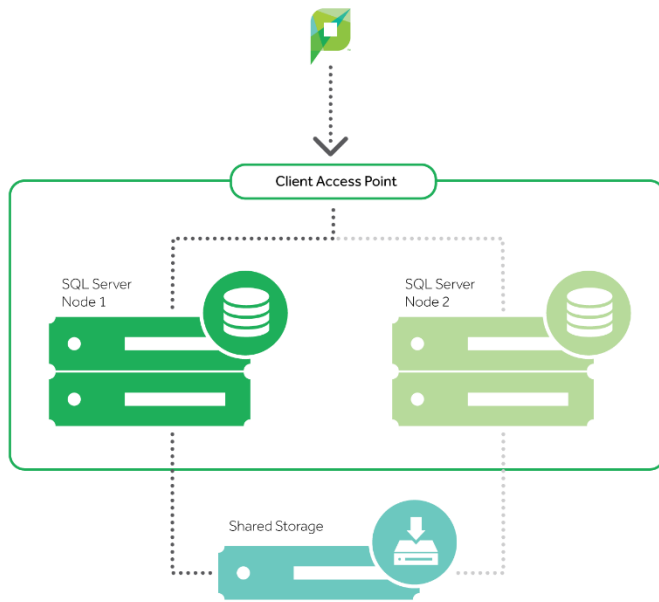 Client Access Point
SQL Server
Node 1
SQL Server
Node 2
Shared Storage